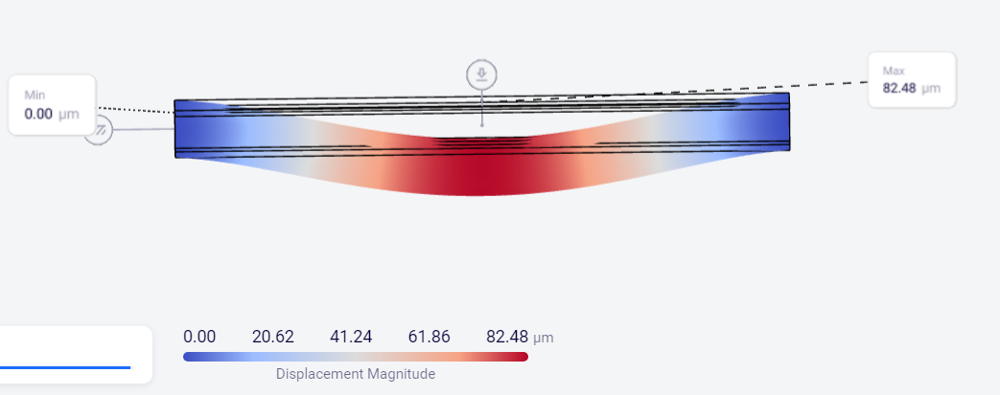 Max
82.48 µm
Min
0.00 µm
0.00 20.62 41.24 61.86 82.48 µm
Displacement Magnitude